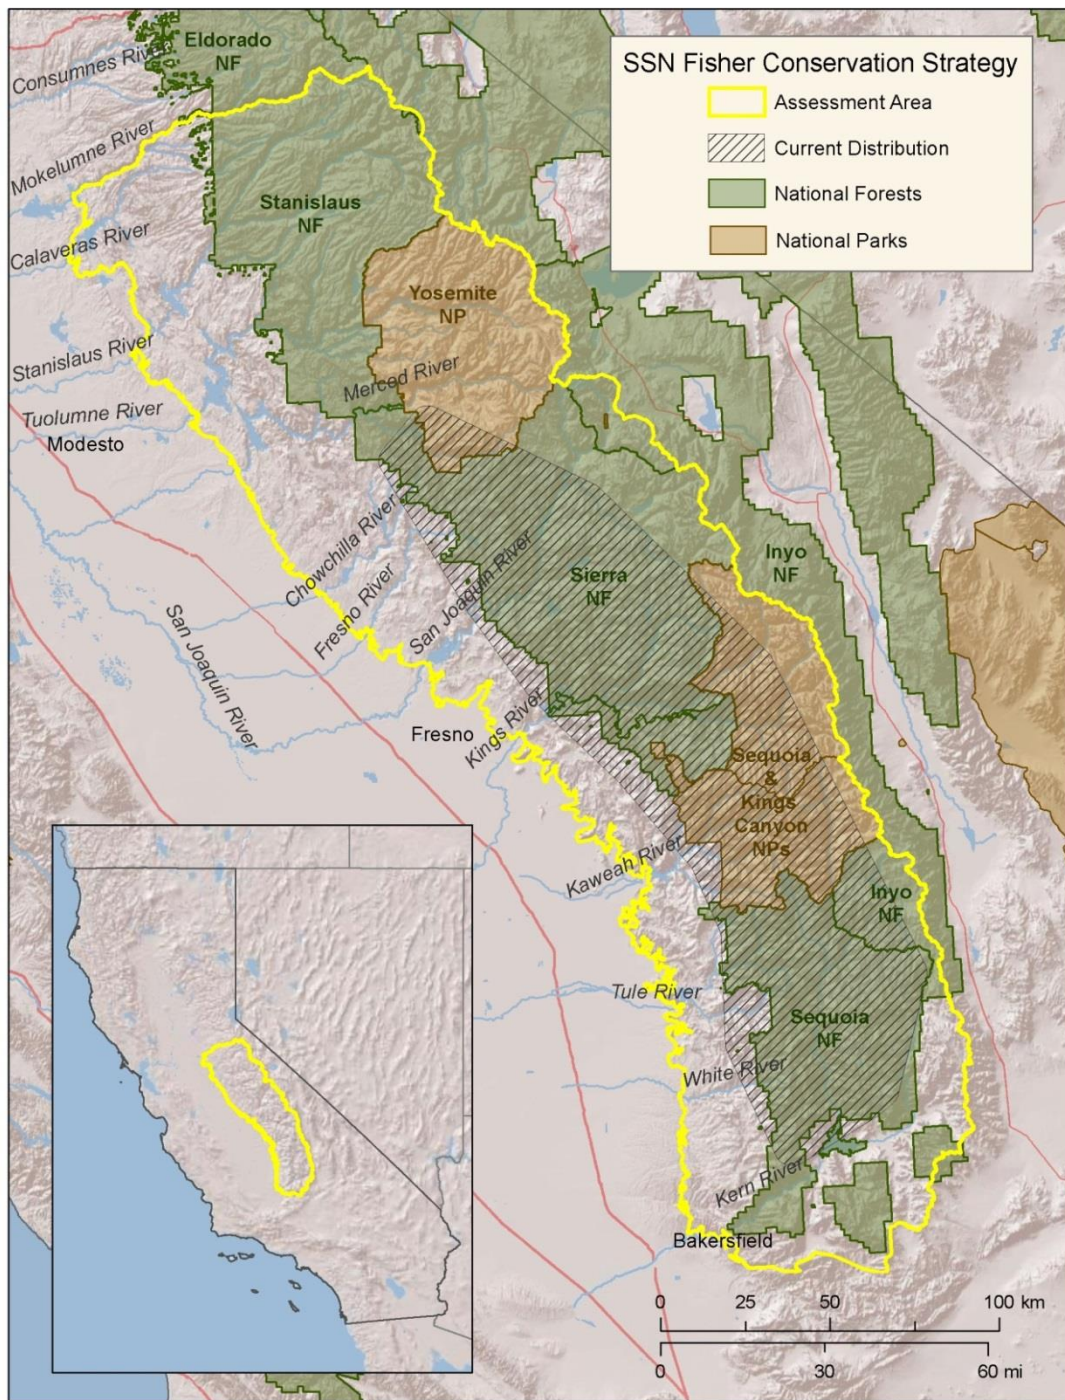 Eldorado
NF
Consumnes River
SSN Fisher Conservation Strategy
Assessment Area
Current Distribution
National Forests
National Parks
Mokelumne River
Stanislaus
NF
Calaveras River
Yosemite
NP
Stanislaus River
Merced River
Tuolumne River
Modesto
Chowchilla River
Fresno River
San Joaquin River
Sierra
NF
Inyo
NF
San Joaquin River
Kings River
Fresno
Sequoia
&
Kings
Canyon
NPs
Kaweah River
Inyo
NF
Tule River
Sequoia
NF
White River
Kern River
Bakersfield
0 25 50 100 km
0 30 60 mi